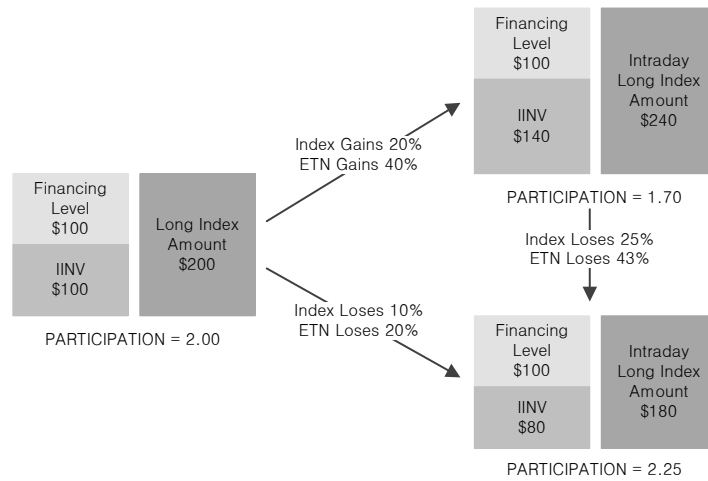 Financing
Level
$100
IINV
$100
Long Index
Amount
$200
PARTICIPATION = 2.00
Index Gains 20%
ETN Gains 40%
Index Loses 10%
ETN Loses 20%
Financing
Level
$100
IINV
$140
Intraday
Long Index
Amount
$240
PARTICIPATION = 1.70
Index Loses 25%
ETN Loses 43%
Financing
Level
$100
IINV
$80
Intraday
Long Index
Amount
$180
PARTICIPATION = 2.25